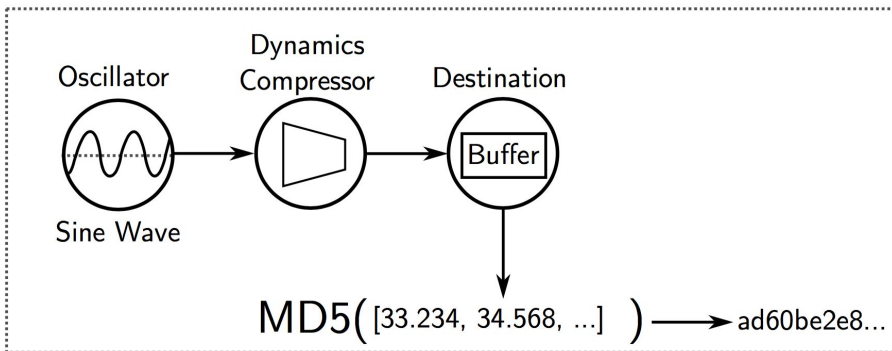 Oscillator
Dynamics
Compressor
Destination
Buffer
Sine Wave
MD5([33.234, 34.568, ...] ) ad60be2e8...